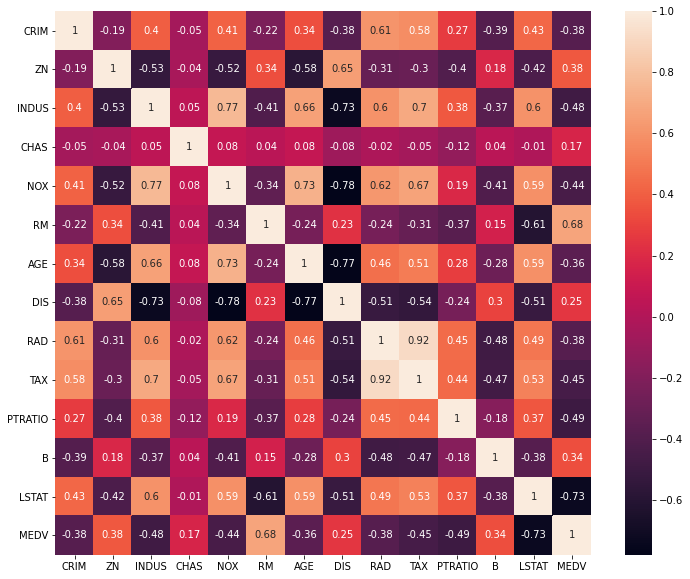 CRIM 1 -0.19 0.4 -0.05 0.41 -0.22 0.34 -0.38 0.61 0.58 0.27 -0.39 0.43 -0.38
ZN -0.19 1 -0.53 -0.04 -0.52 0.34 -0.58 0.65 -0.31 -0.3 -0.4 0.18 -0.42 0.38
INDUS 0.4 -0.53 1 0.05 0.77 -0.41 0.66 -0.73 0.6 0.7 0.38 -0.37 0.6 -0.48
CHAS -0.05 -0.04 0.05 1 0.08 0.04 0.08 -0.08 -0.02 -0.05 -0.12 0.04 -0.01 0.17
NOX 0.41 -0.52 0.77 0.08 1 -0.34 0.73 -0.78 0.62 0.67 0.19 -0.41 0.59 -0.44
RM -0.22 0.34 -0.41 0.04 -0.34 1 -0.24 0.23 -0.24 -0.31 -0.37 0.15 -0.61 0.68
AGE 0.34 -0.58 0.66 0.08 0.73 -0.24 1 -0.77 0.46 0.51 0.28 -0.28 0.59 -0.36
DIS -0.38 0.65 -0.73 -0.08 -0.78 0.23 -0.77 1 -0.51 -0.54 -0.24 0.3 -0.51 0.25
RAD 0.61 -0.31 0.6 -0.02 0.62 -0.24 0.46 -0.51 1 0.92 0.45 -0.48 0.49 -0.38
TAX 0.58 -0.3 0.7 -0.05 0.67 -0.31 0.51 -0.54 0.92 1 0.44 -0.47 0.53 -0.45
PTRATIO 0.27 -0.4 0.38 -0.12 0.19 -0.37 0.28 -0.24 0.45 0.44 1 -0.18 0.37 -0.49
B -0.39 0.18 -0.37 0.04 -0.41 0.15 -0.28 0.3 -0.48 -0.47 -0.18 1 -0.38 0.34
LSTAT 0.43 -0.42 0.6 -0.01 0.59 -0.61 0.59 -0.51 0.49 0.53 0.37 -0.38 1 -0.73
MEDV -0.38 0.38 -0.48 0.17 -0.44 0.68 -0.36 0.25 -0.38 -0.45 -0.49 0.34 -0.73 1
CRIM ZN INDUS CHAS NOX RM AGE DIS RAD TAX PTRATIO B LSTAT MEDV
1.0
0.8
0.6
0.4
0.2
0.0
−0.2
−0.4
−0.6